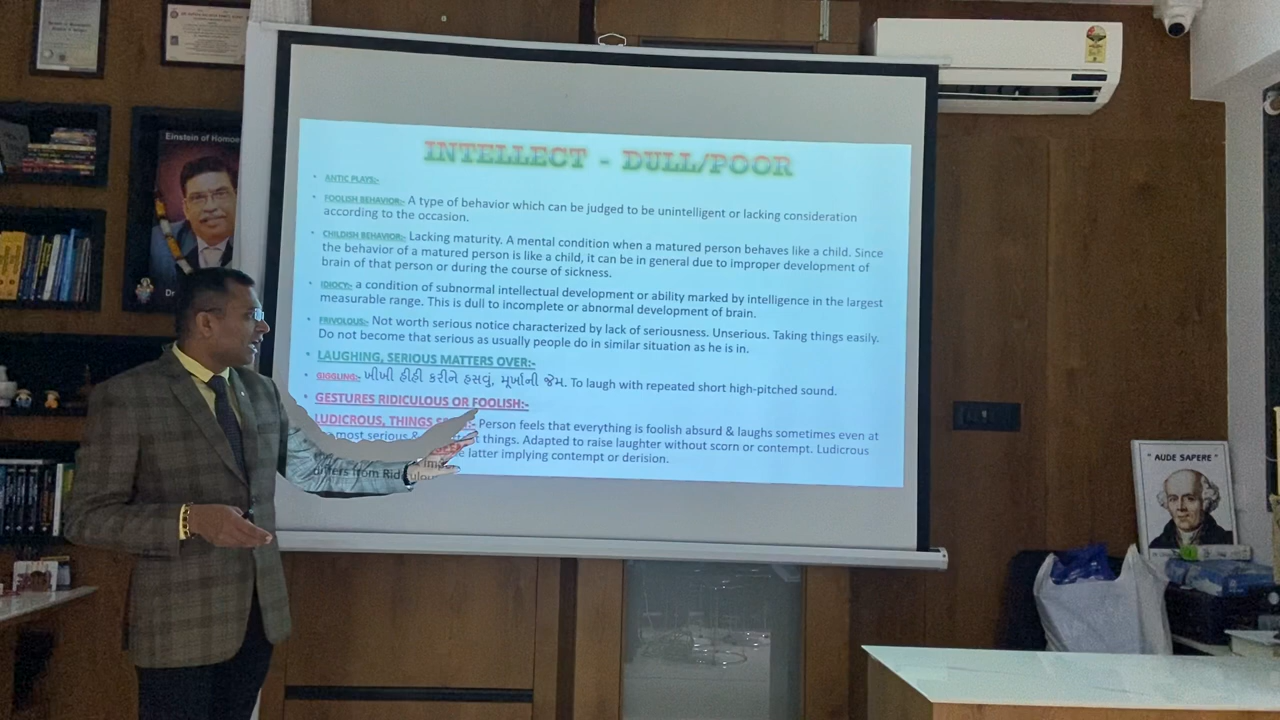 Einstein of Homoe
Dr
INTELLECT - DULL/POOR
• ANTIC PLAYS:-
• FOOLISH BEHAVIOR:- A type of behavior which can be judged to be unintelligent or lacking consideration
according to the occasion.
• CHILDISH BEHAVIOR:- Lacking maturity. A mental condition when a matured person behaves like a child. Since
the behavior of a matured person is like a child, it can be in general due to improper development of
brain of that person or during the course of sickness.
• IDIOCY:- a condition of subnormal intellectual development or ability marked by intelligence in the largest
measurable range. This is dull to incomplete or abnormal development of brain.
• FRIVOLOUS:- Not worth serious notice characterized by lack of seriousness. Unserious. Taking things easily.
Do not become that serious as usually people do in similar situation as he is in.
• LAUGHING, SERIOUS MATTERS OVER:-
• GIGGLING:- ખીખી હીહી કરીને હસવું, મૂર્ખાની જેમ. To laugh with repeated short high-pitched sound.
• GESTURES RIDICULOUS OR FOOLISH:-
LUDICROUS, THINGS Person feels that everything is foolish absurd & laughs sometimes even at
most serious & things. Adapted to raise laughter without scorn or contempt. Ludicrous
latter implying contempt or derision.
differs from
" AUDE SAPERE "